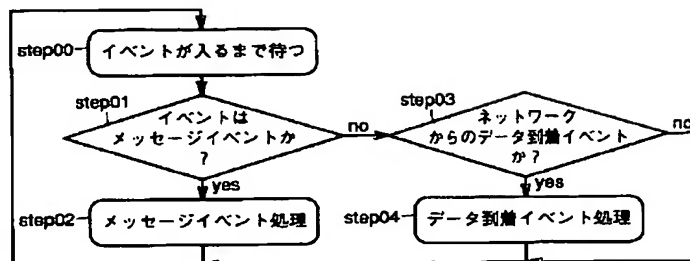 step00
イベントが入るまで待つ
step01
イベントは
メッセージイベントか
?
no
step03
ネットワーク
からのデータ到着イベント
か?
no
yes
step02
メッセージイベント処理
yes
step04
データ到着イベント処理